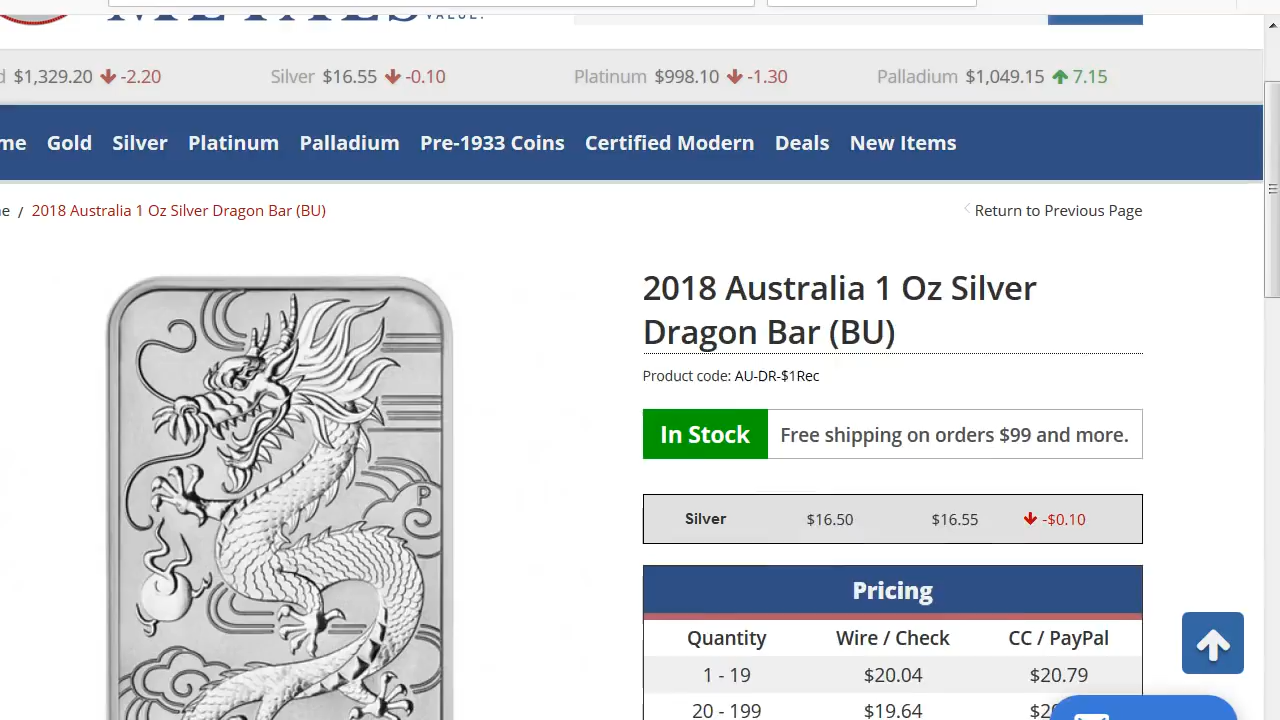 VALUE.
$1,329.20 -2.20 Silver $16.55 -0.10 Platinum $998.10 -1.30 Palladium $1,049.15 7.15
Gold Silver Platinum Palladium Pre-1933 Coins Certified Modern Deals New Items
/ 2018 Australia 1 Oz Silver Dragon Bar (BU) Return to Previous Page
2018 Australia 1 Oz Silver
Dragon Bar (BU)
Product code: AU-DR-$1Rec
In Stock Free shipping on orders $99 and more.
Silver $16.50 $16.55 -$0.10
Pricing
Quantity Wire / Check CC / PayPal
1 - 19 $20.04 $20.79
20 - 199 $19.64
P